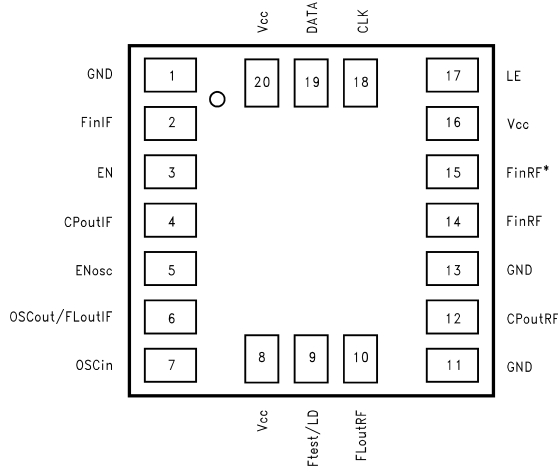 Vcc
DATA
CLK
GND 1 20 19 18 17 LE
FinIF 2 16 Vcc
EN 3 15 FinRF*
CPoutIF 4 14 FinRF
ENosc 5 13 GND
OSCout/FLoutIF 6 12 CPoutRF
OSCin 7 8 9 10 11 GND
Vcc
Ftest/LD
FLoutRF